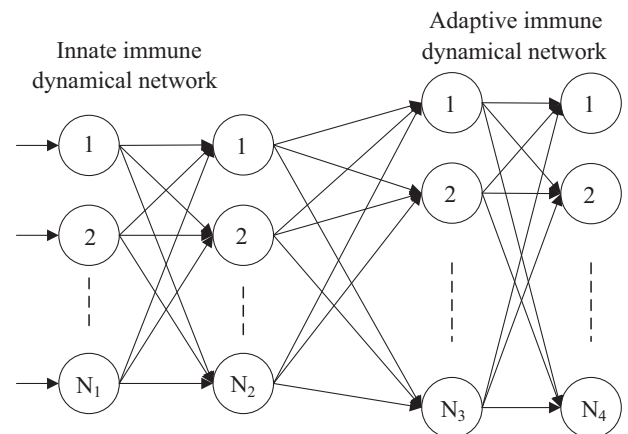 Innate immune
dynamical network
Adaptive immune
dynamical network
1
2
N1
1
2
N2
1
2
N3
1
2
N4